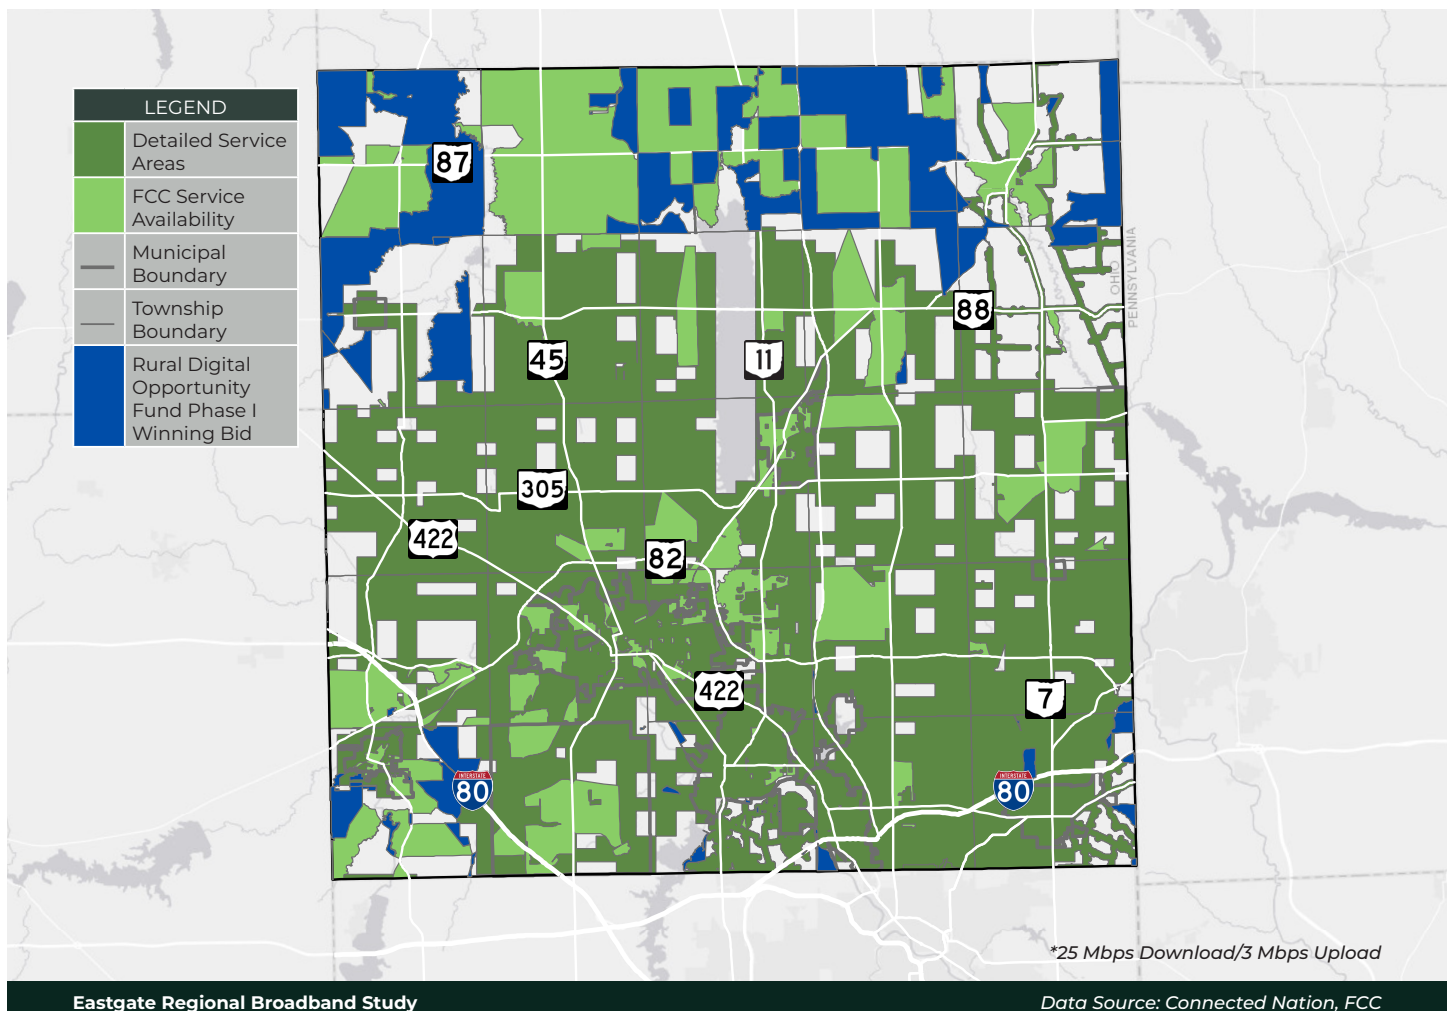 LEGEND
Detailed Service
Areas
FCC Service
Availability
Municipal
Boundary
Township
Boundary
Rural Digital
Opportunity
Fund Phase I
Winning Bid
87
88
45
11
305
422
82
422
7
INTERSTATE
80
INTERSTATE
80
OHIO
PENNSYLVANIA
*25 Mbps Download/3 Mbps Upload
Eastgate Regional Broadband Study
Data Source: Connected Nation, FCC